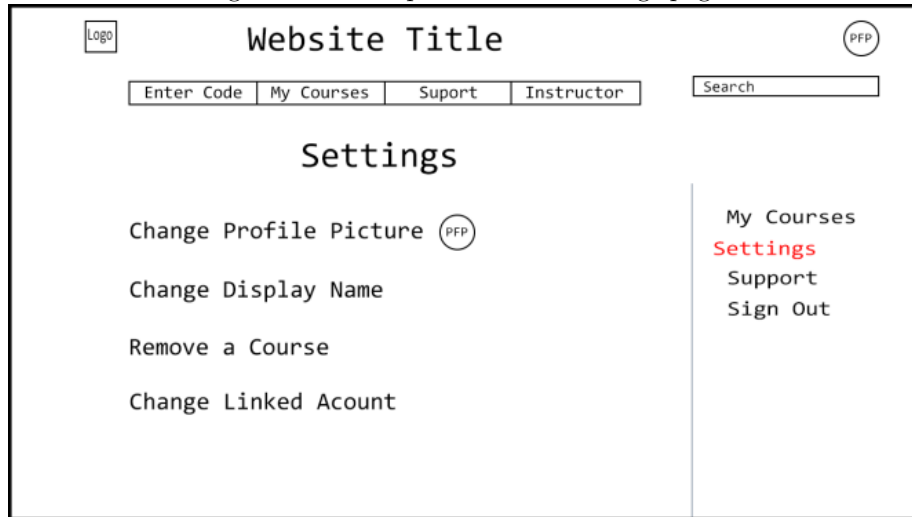 Logo
Website Title
PFP
Enter Code
My Courses
Suport
Instructor
Search
Settings
Change Profile Picture PFP
Change Display Name
Remove a Course
Change Linked Acount
My Courses
Settings
Support
Sign Out